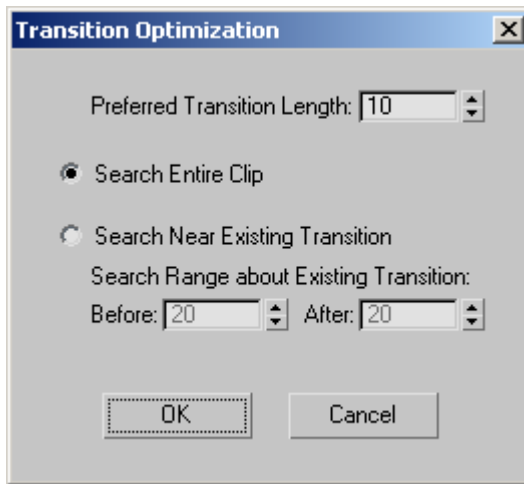 Transition Optimization
Preferred Transition Length: 10
Search Entire Clip
Search Near Existing Transition
Search Range about Existing Transition:
Before: 20 After: 20
OK Cancel